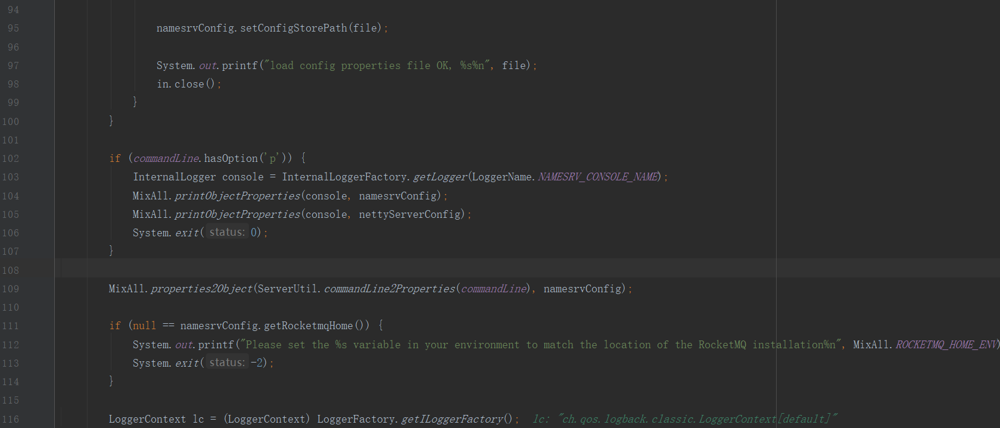 94
95 namesrvConfig.setConfigStorePath(file);
96
97 System.out.printf("load config properties file OK, %s%n", file);
98 in.close();
99 }
100 }
101
102 if (commandLine.hasOption('p')) {
103 InternalLogger console = InternalLoggerFactory.getLogger(LoggerName.NAMESRV_CONSOLE_NAME);
104 MixAll.printObjectProperties(console, namesrvConfig);
105 MixAll.printObjectProperties(console, nettyServerConfig);
106 System.exit( status: 0);
107 }
108
109 MixAll.properties2Object(ServerUtil.commandLine2Properties(commandLine), namesrvConfig);
110
111 if (null == namesrvConfig.getRocketmqHome()) {
112 System.out.printf("Please set the %s variable in your environment to match the location of the RocketMQ installation%n", MixAll.ROCKETMQ_HOME_ENV)
113 System.exit( status: -2);
114 }
115
116 LoggerContext lc = (LoggerContext) LoggerFactory.getILoggerFactory(); lc: "ch.qos.logback.classic.LoggerContext[default]"